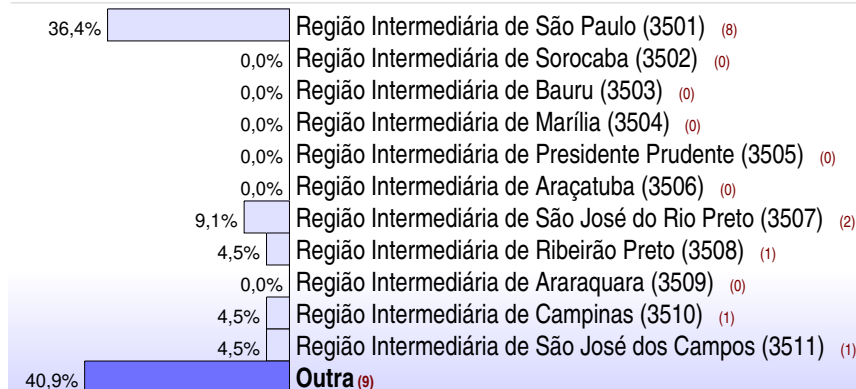 36,4% Região Intermediária de São Paulo (3501) (8)
0,0% Região Intermediária de Sorocaba (3502) (0)
0,0% Região Intermediária de Bauru (3503) (0)
0,0% Região Intermediária de Marília (3504) (0)
0,0% Região Intermediária de Presidente Prudente (3505) (0)
0,0% Região Intermediária de Araçatuba (3506) (0)
9,1% Região Intermediária de São José do Rio Preto (3507) (2)
4,5% Região Intermediária de Ribeirão Preto (3508) (1)
0,0% Região Intermediária de Araraquara (3509) (0)
4,5% Região Intermediária de Campinas (3510) (1)
4,5% Região Intermediária de São José dos Campos (3511) (1)
40,9% Outra (9)